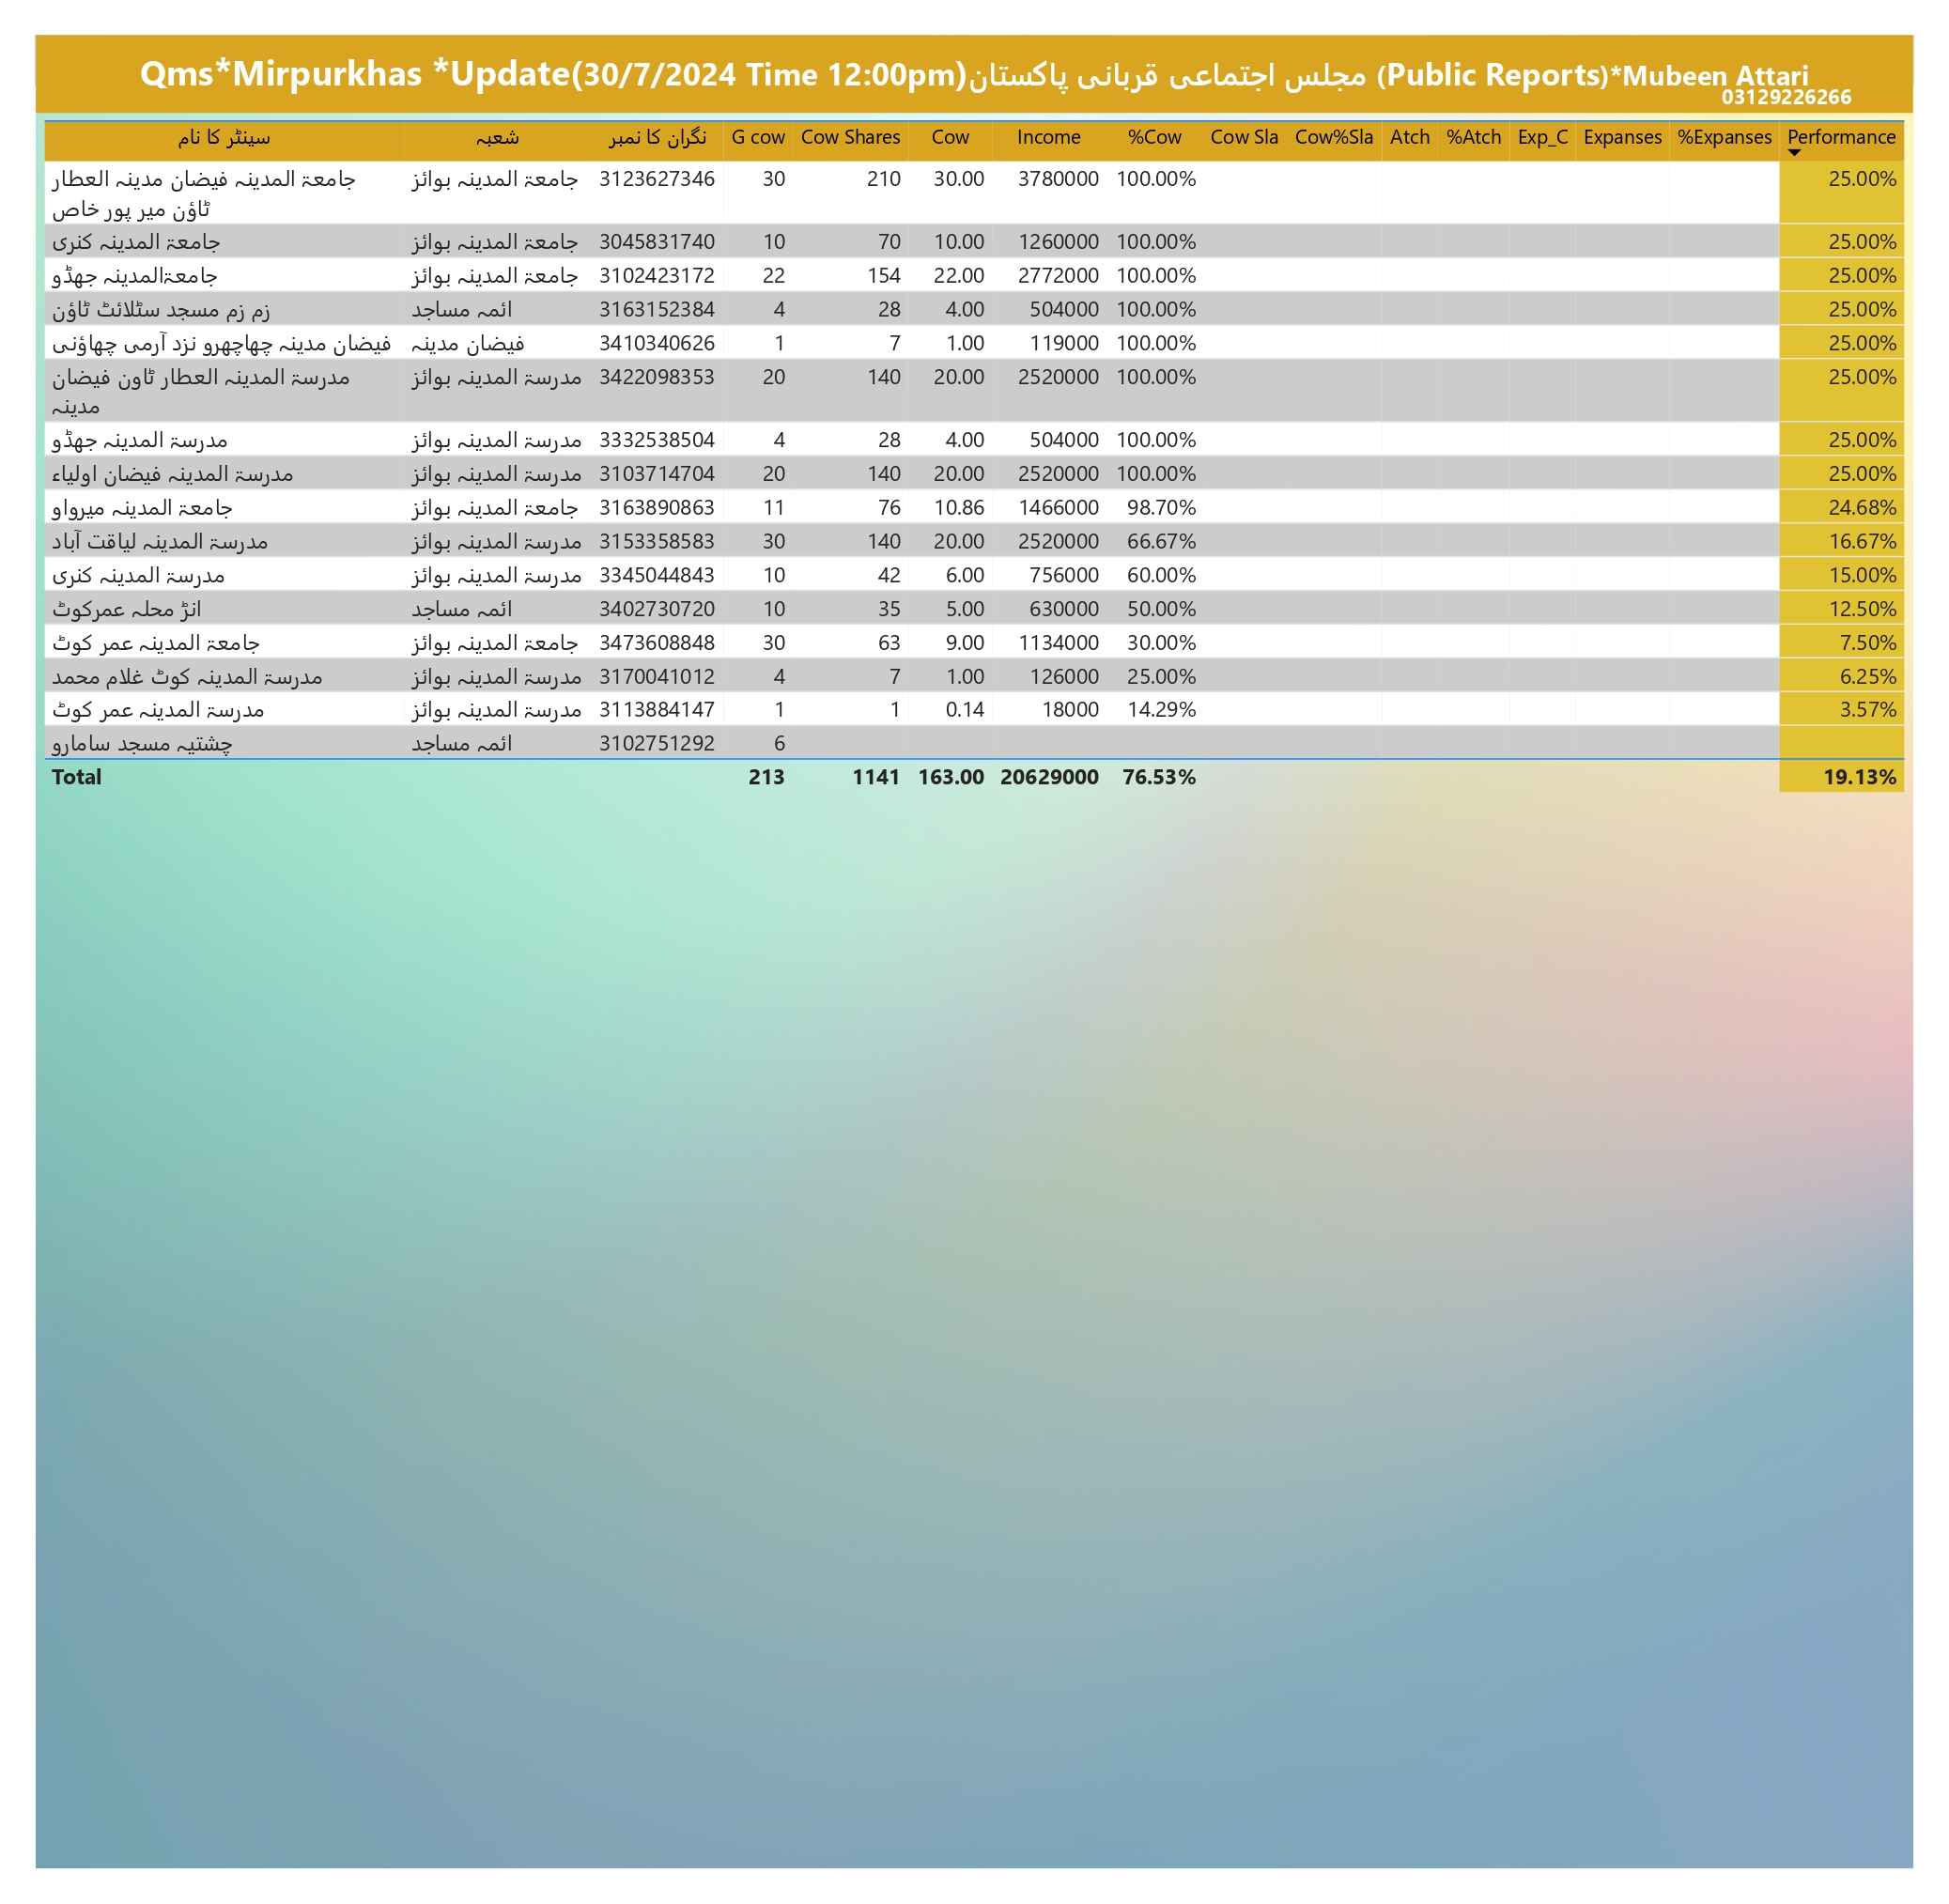 Qms*Mirpurkhas *Update(30/7/2024 Time 12:00pm)مجلس اجتماعی قربانی پاکستان (Public Reports)*Mubeen Attari
03129226266
سینٹر کا نام شعبہ نگران کا نمبر G cow Cow Shares Cow Income %Cow Cow Sla Cow%Sla Atch %Atch Exp_C Expanses %Expanses Performance
جامعۃ المدینہ فیضان مدینہ العطار جامعۃ المدینہ بوائز 3123627346 30 210 30.00 3780000 100.00% 25.00%
ٹاؤن میر پور خاص
جامعۃ المدینہ کنری جامعۃ المدینہ بوائز 3045831740 10 70 10.00 1260000 100.00% 25.00%
جامعۃالمدینہ جھڈو جامعۃ المدینہ بوائز 3102423172 22 154 22.00 2772000 100.00% 25.00%
زم زم مسجد سٹلائٹ ٹاؤن ائمہ مساجد 3163152384 4 28 4.00 504000 100.00% 25.00%
فیضان مدینہ چھاچھرو نزد آرمی چھاؤنی فیضان مدینہ 3410340626 1 7 1.00 119000 100.00% 25.00%
مدرسۃ المدینہ العطار ٹاون فیضان مدرسۃ المدینہ بوائز 3422098353 20 140 20.00 2520000 100.00% 25.00%
مدینہ
مدرسۃ المدینہ جھڈو مدرسۃ المدینہ بوائز 3332538504 4 28 4.00 504000 100.00% 25.00%
مدرسۃ المدینہ فیضان اولیاء مدرسۃ المدینہ بوائز 3103714704 20 140 20.00 2520000 100.00% 25.00%
جامعۃ المدینہ میرواو جامعۃ المدینہ بوائز 3163890863 11 76 10.86 1466000 98.70% 24.68%
مدرسۃ المدینہ لیاقت آباد مدرسۃ المدینہ بوائز 3153358583 30 140 20.00 2520000 66.67% 16.67%
مدرسۃ المدینہ کنری مدرسۃ المدینہ بوائز 3345044843 10 42 6.00 756000 60.00% 15.00%
انڑ محلہ عمرکوٹ ائمہ مساجد 3402730720 10 35 5.00 630000 50.00% 12.50%
جامعۃ المدینہ عمر کوٹ جامعۃ المدینہ بوائز 3473608848 30 63 9.00 1134000 30.00% 7.50%
مدرسۃ المدینہ کوٹ غلام محمد مدرسۃ المدینہ بوائز 3170041012 4 7 1.00 126000 25.00% 6.25%
مدرسۃ المدینہ عمر کوٹ مدرسۃ المدینہ بوائز 3113884147 1 1 0.14 18000 14.29% 3.57%
چشتیہ مسجد سامارو ائمہ مساجد 3102751292 6
Total 213 1141 163.00 20629000 76.53% 19.13%